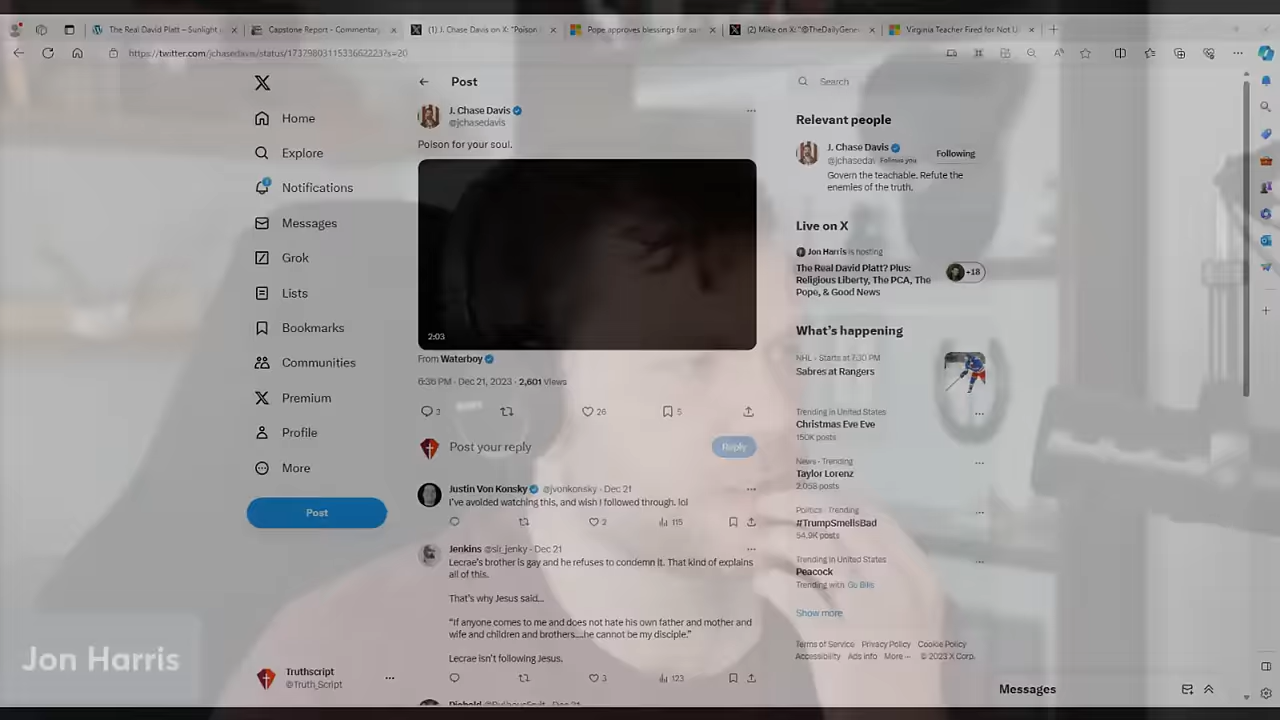 The Real David Platt – Sunlight
Capstone Report - Commentary
(1) J. Chase Davis on X: "Poison
Pope approves blessings for sa
(2) Mike on X: "@TheDailyGene
Virginia Teacher Fired for Not U
https://twitter.com/jchasedavis/status/1737980311533662223?s=20
Post
Search
Home
Explore
Notifications
Messages
Grok
Lists
Bookmarks
Communities
Premium
Profile
More
Post
J. Chase Davis
@jchasedavis
Poison for your soul.
2:03
From Waterboy
6:36 PM · Dec 21, 2023 · 2,601 Views
3
26
5
Post your reply
Reply
Justin Von Konsky @jvonkonsky · Dec 21
I've avoided watching this, and wish I followed through. lol
2
115
Jenkins @sir_jenky · Dec 21
Lecrae's brother is gay and he refuses to condemn it. That kind of explains
all of this.
That's why Jesus said...
"If anyone comes to me and does not hate his own father and mother and
wife and children and brothers....he cannot be my disciple."
Lecrae isn't following Jesus.
3
123
Relevant people
J. Chase Davis
@jchaseda Follows you
Following
Govern the teachable. Refute the
enemies of the truth.
Live on X
Jon Harris is hosting
The Real David Platt? Plus:
Religious Liberty, The PCA, The
Pope, & Good News
+18
What's happening
NHL · Starts at 7:30 PM
Sabres at Rangers
Trending in United States
Christmas Eve Eve
150K posts
News · Trending
Taylor Lorenz
2,058 posts
Politics · Trending
#TrumpSmellsBad
54.9K posts
Trending in United States
Peacock
Trending with Go Bills
Show more
Terms of Service Privacy Policy Cookie Policy
Accessibility Ads info More ··· © 2023 X Corp.
Messages
Truthscript
@Truth_Script
Jon Harris